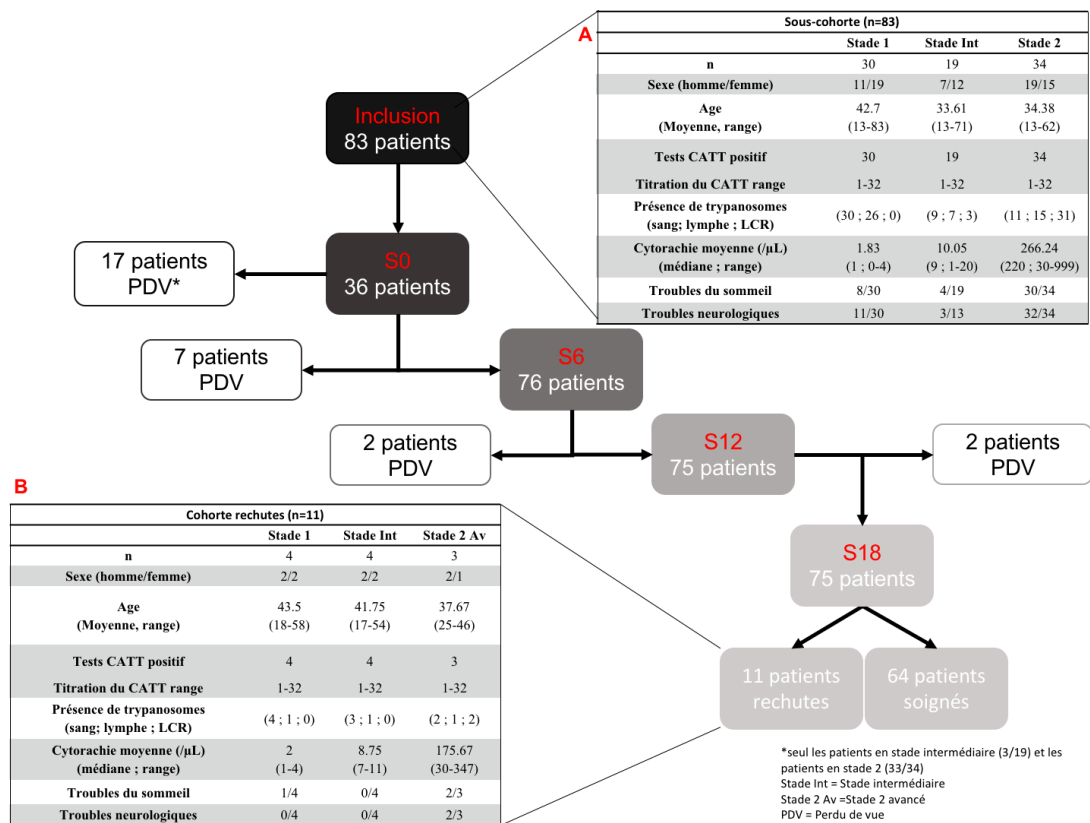 A
Sous-cohorte (n=83)
Stade 1 Stade Int Stade 2
n 30 19 34
Sexe (homme/femme) 11/19 7/12 19/15
Age 42.7 33.61 34.38
(Moyenne, range) (13-83) (13-71) (13-62)
Tests CATT positif 30 19 34
Titration du CATT range 1-32 1-32 1-32
Présence de trypanosomes
(sang; lymphe ; LCR) (30 ; 26 ; 0) (9 ; 7 ; 3) (11 ; 15 ; 31)
Cytorachie moyenne (/µL) 1.83 10.05 266.24
(médiane ; range) (1 ; 0-4) (9 ; 1-20) (220 ; 30-999)
Troubles du sommeil 8/30 4/19 30/34
Troubles neurologiques 11/30 3/13 32/34
Inclusion
83 patients
S0
36 patients
17 patients
PDV*
7 patients
PDV
S6
76 patients
2 patients
PDV
S12
75 patients
2 patients
PDV
S18
75 patients
11 patients
rechutes
64 patients
soignés
B
Cohorte rechutes (n=11)
Stade 1 Stade Int Stade 2 Av
n 4 4 3
Sexe (homme/femme) 2/2 2/2 2/1
Age 43.5 41.75 37.67
(Moyenne, range) (18-58) (17-54) (25-46)
Tests CATT positif 4 4 3
Titration du CATT range 1-32 1-32 1-32
Présence de trypanosomes
(sang; lymphe ; LCR) (4 ; 1 ; 0) (3 ; 1 ; 0) (2 ; 1 ; 2)
Cytorachie moyenne (/µL) 2 8.75 175.67
(médiane ; range) (1-4) (7-11) (30-347)
Troubles du sommeil 1/4 0/4 2/3
Troubles neurologiques 0/4 0/4 2/3
*seul les patients en stade intermédiaire (3/19) et les
patients en stade 2 (33/34)
Stade Int = Stade intermédiaire
Stade 2 Av =Stade 2 avancé
PDV = Perdu de vue